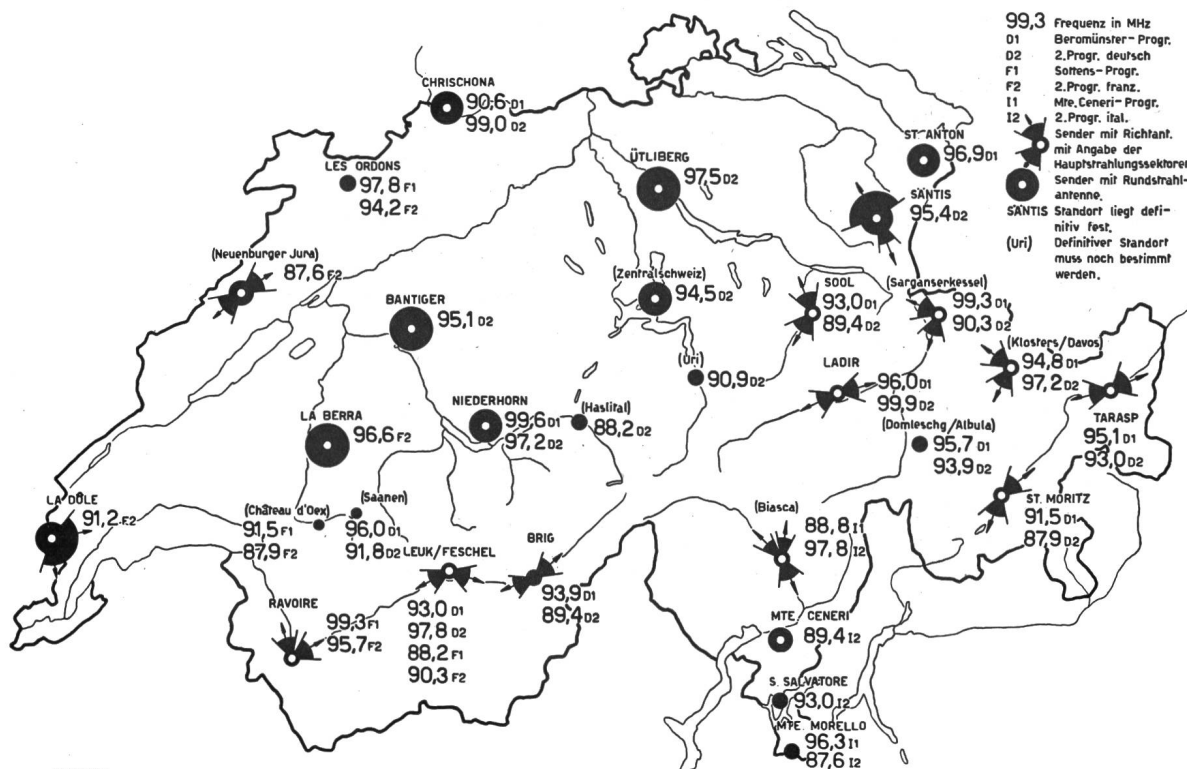 99,3 Frequenz in MHz
D1 Beromünster-Progr.
D2 2.Progr. deutsch
F1 Sottens-Progr.
F2 2.Progr. franz.
I1 Mte.Ceneri-Progr.
I2 2.Progr. ital.
Sender mit Richtant.
mit Angabe der
Hauptstrahlungssektoren
Sender mit Rundstrahl-
antenne.
SÄNTIS Standort liegt defi-
nitiv fest.
(Uri) Definitiver Standort
muss noch bestimmt
werden.
CHRISCHONA
90,6 D1
99,0 D2
LES ORDONS
97,8 F1
94,2 F2
ÜTLIBERG
97,5 D2
ST. ANTON
96,9 D1
SÄNTIS
95,4 D2
(Neuenburger Jura)
87,6 F2
BANTIGER
95,1 D2
(Zentralschweiz)
94,5 D2
SOOL
93,0 D1
89,4 D2
(Sarganserkessel)
99,3 D1
90,3 D2
(Klosters/Davos)
94,8 D1
97,2 D2
(Uri)
90,9 D2
LADIR
96,0 D1
99,9 D2
TARASP
95,1 D1
93,0 D2
LA BERRA
96,6 F2
NIEDERHORN
99,6 D1
97,2 D2
(Haslital)
88,2 D2
(Domleschg/Albula)
95,7 D1
93,9 D2
LA DÔLE
91,2 F2
(Château d'Oex)
91,5 F1
87,9 F2
(Saanen)
96,0 D1
91,8 D2
ST. MORITZ
91,5 D1
87,9 D2
(Biasca)
88,8 I1
97,8 I2
LEUK/FESCHEL
93,0 D1
97,8 D2
88,2 F1
90,3 F2
BRIG
93,9 D1
89,4 D2
RAVOIRE
99,3 F1
95,7 F2
MTE. CENERI
89,4 I2
S. SALVATORE
93,0 I2
MTE. MORELLO
96,3 I1
87,6 I2